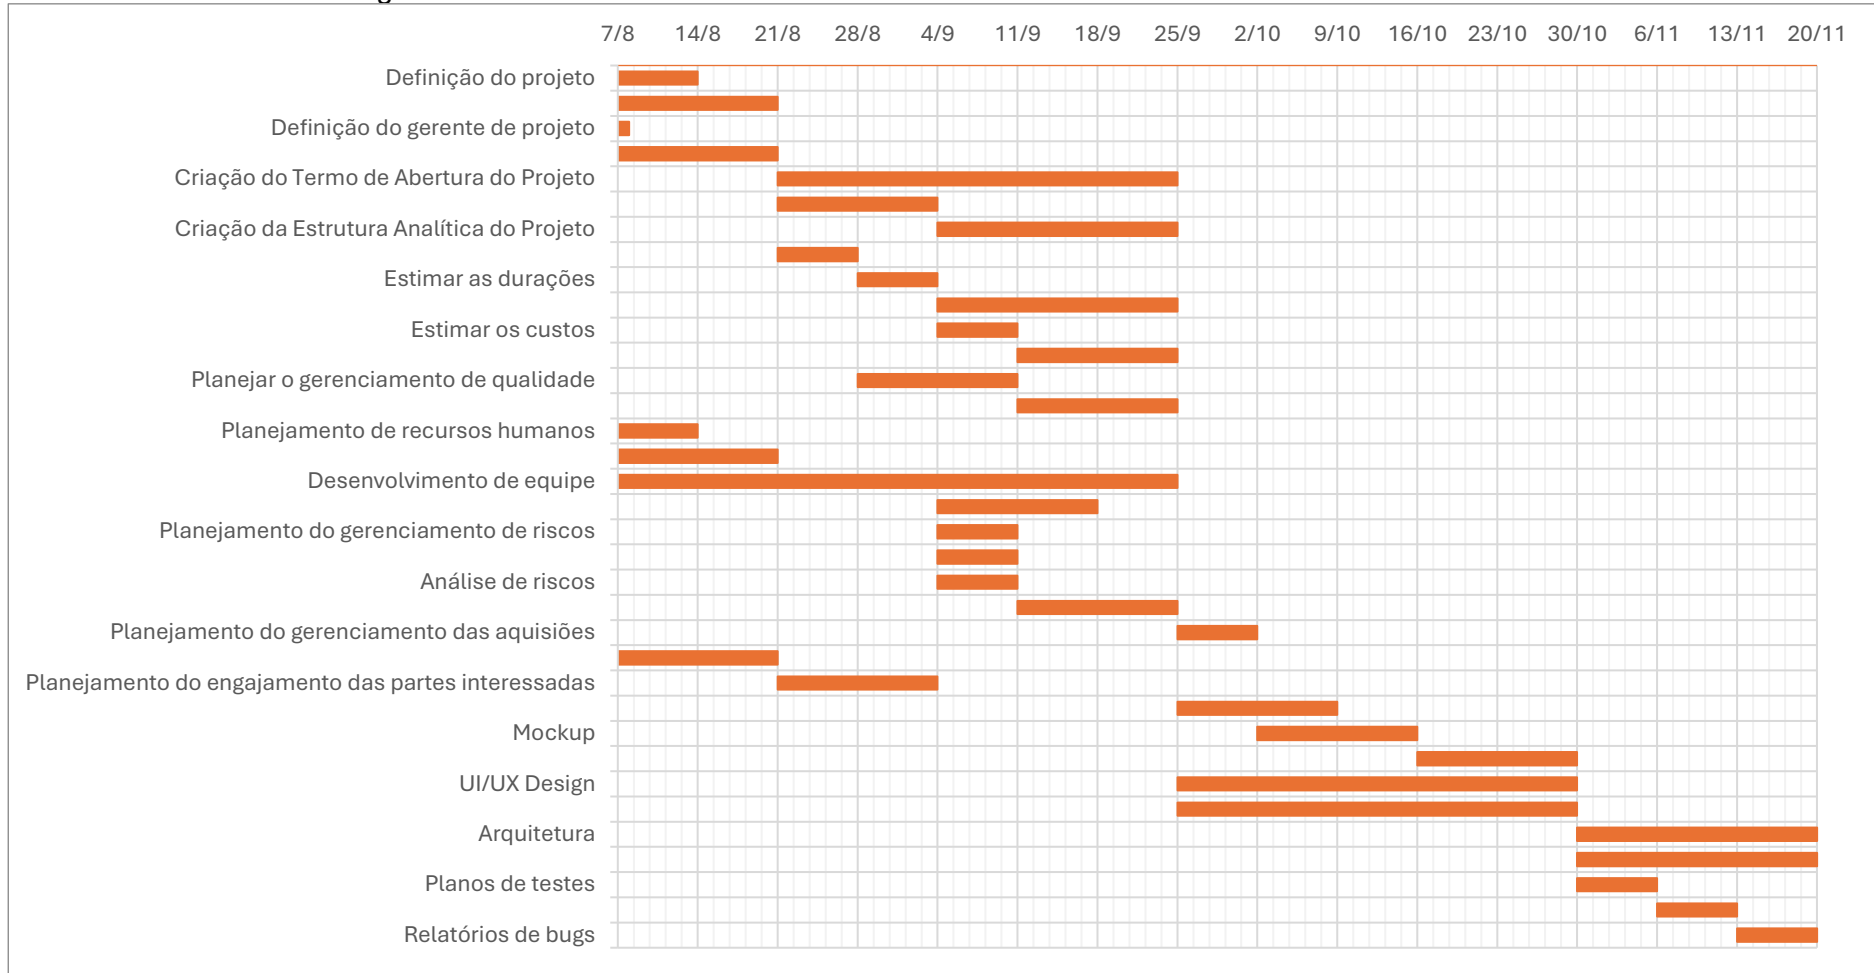 7/8 14/8 21/8 28/8 4/9 11/9 18/9 25/9 2/10 9/10 16/10 23/10 30/10 6/11 13/11 20/11
Definição do projeto
Definição do gerente de projeto
Criação do Termo de Abertura do Projeto
Criação da Estrutura Analítica do Projeto
Estimar as durações
Estimar os custos
Planejar o gerenciamento de qualidade
Planejamento de recursos humanos
Desenvolvimento de equipe
Planejamento do gerenciamento de riscos
Análise de riscos
Planejamento do gerenciamento das aquisiões
Planejamento do engajamento das partes interessadas
Mockup
UI/UX Design
Arquitetura
Planos de testes
Relatórios de bugs